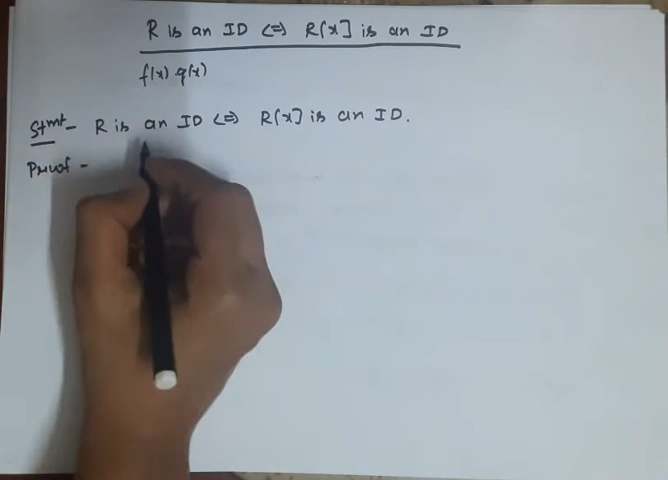 R is an ID <=> R[x] is an ID
f(x) g(x)
Stmt - R is an ID <=> R[x] is an ID.
Proof -